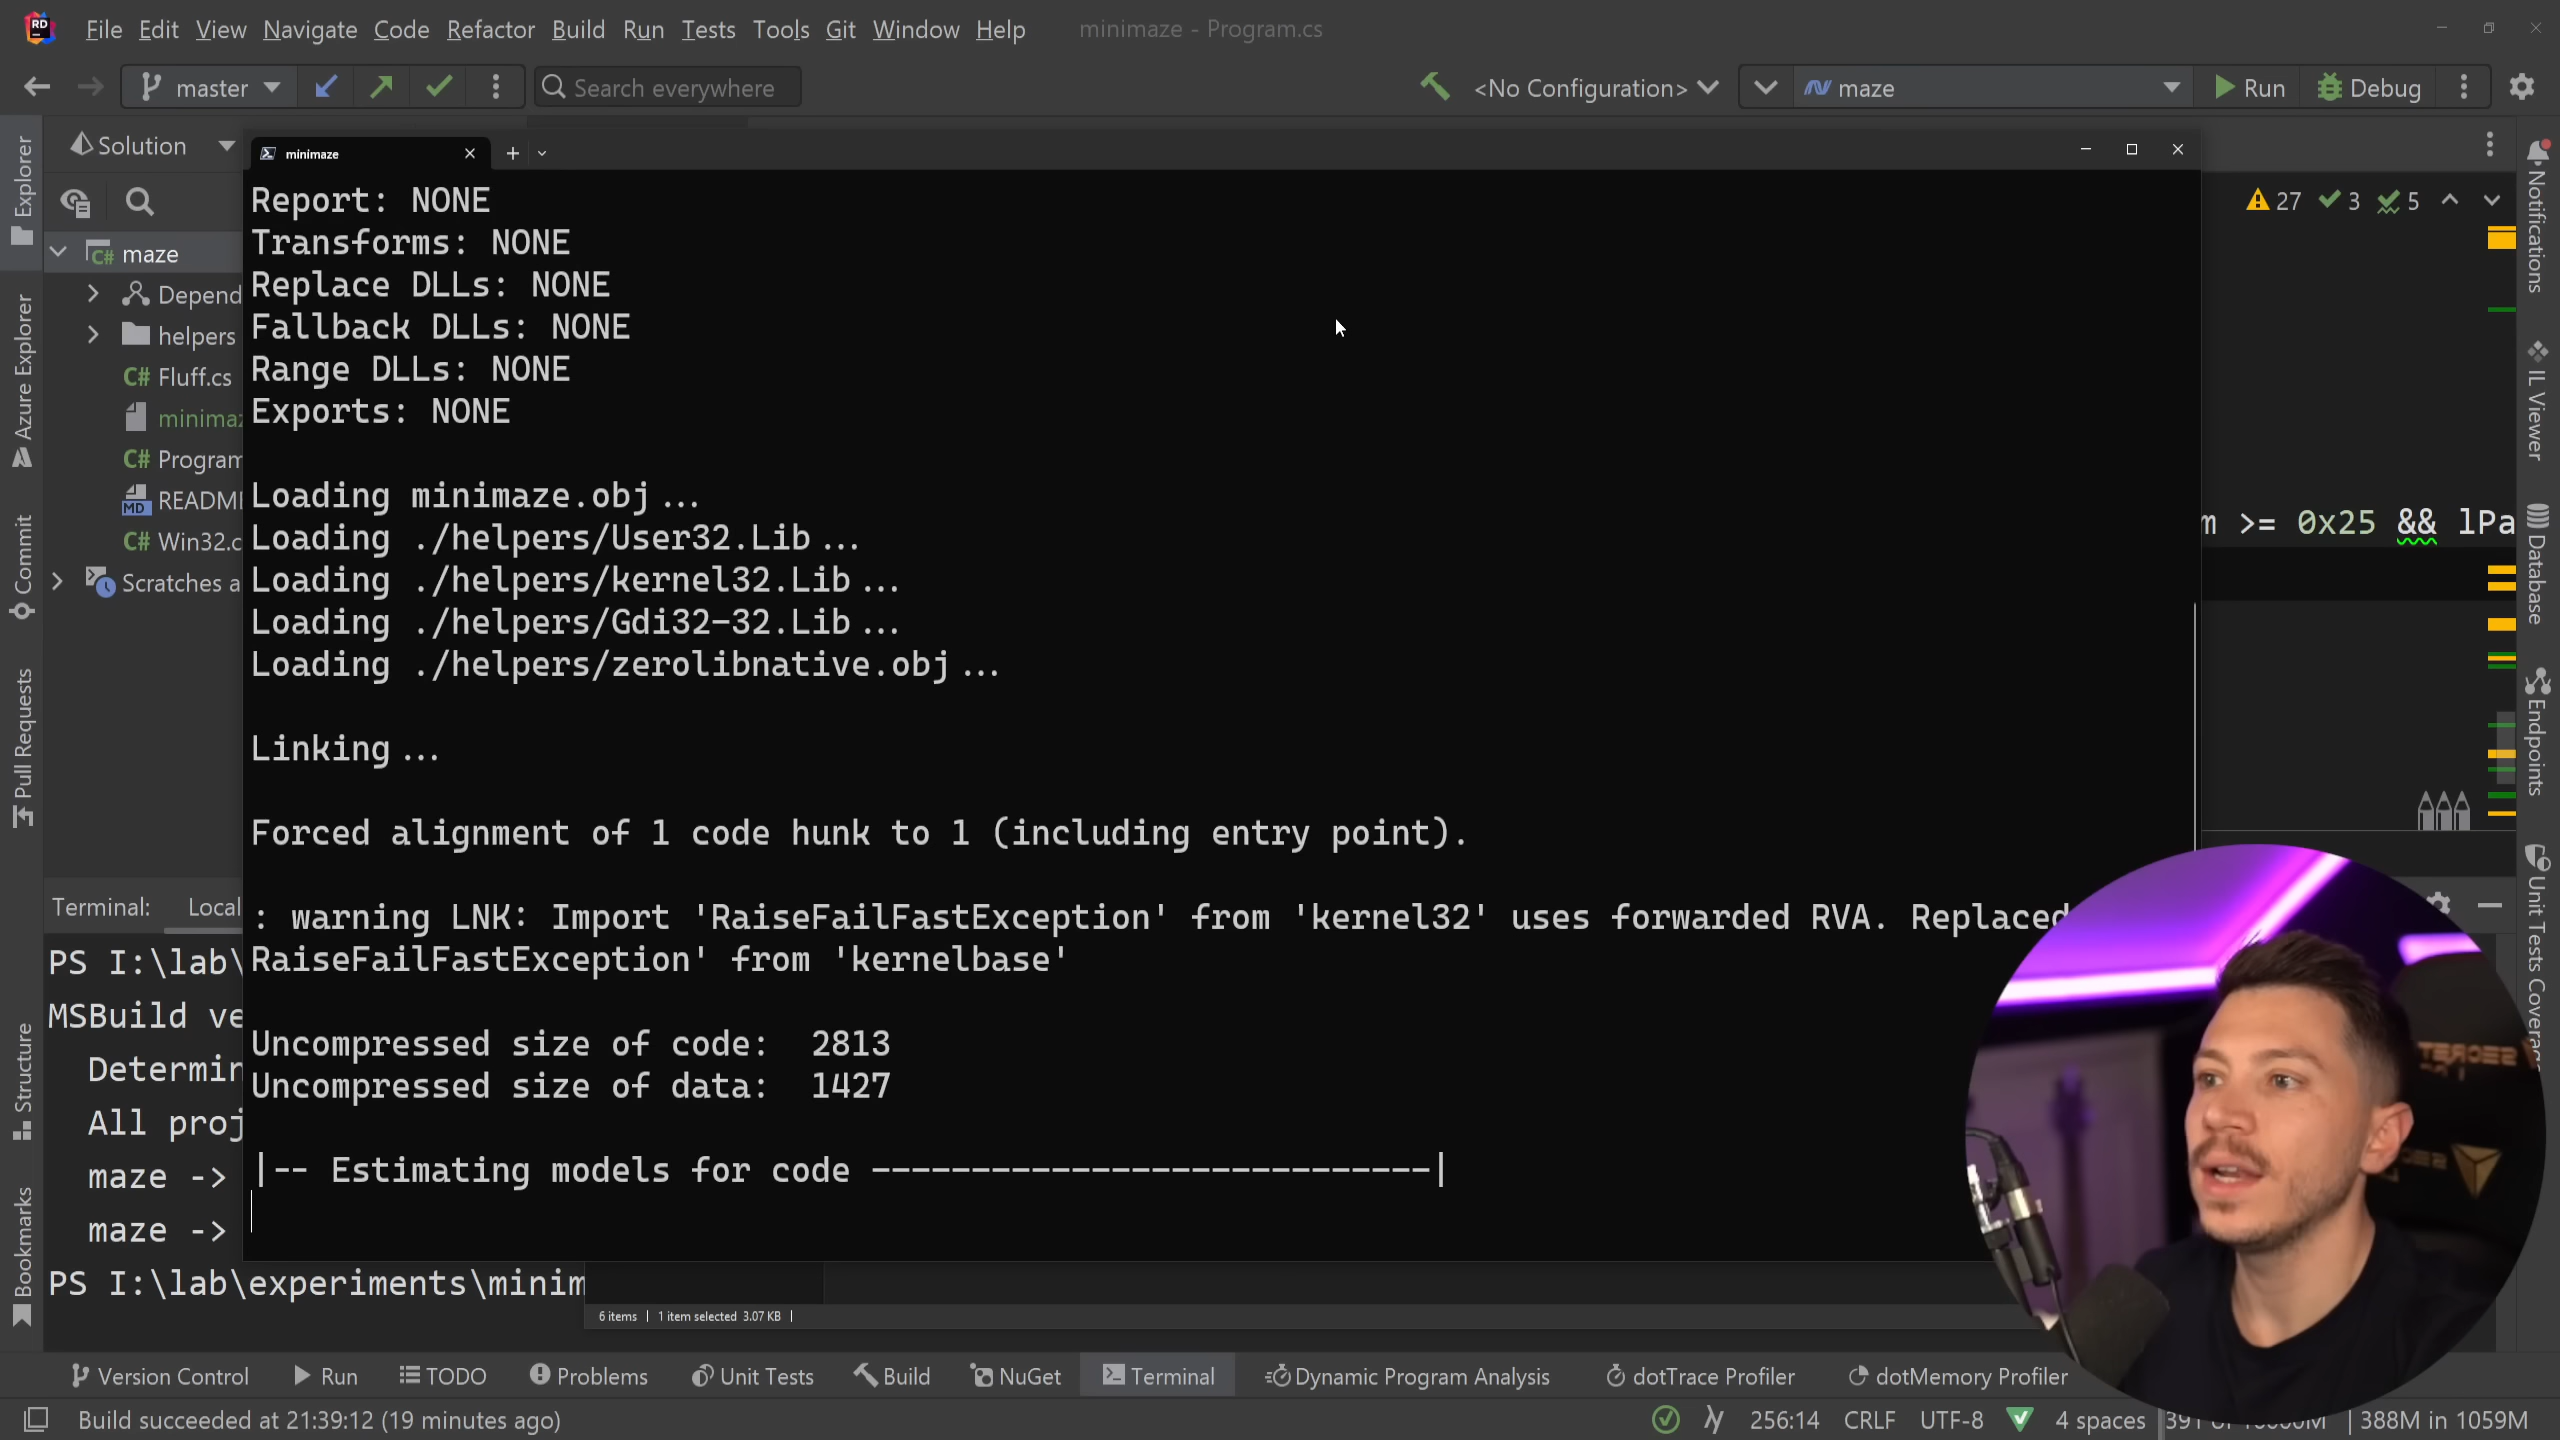 File Edit View Navigate Code Refactor Build Run Tests Tools Git Window Help minimaze - Program.cs
master Search everywhere <No Configuration> maze Run Debug
Solution
minimaze
27 3 5
maze
Depend
helpers
C# Fluff.cs
minimaz
C# Program
README
C# Win32.c
Scratches a
Report: NONE
Transforms: NONE
Replace DLLs: NONE
Fallback DLLs: NONE
Range DLLs: NONE
Exports: NONE
Loading minimaze.obj...
Loading ./helpers/User32.Lib...
Loading ./helpers/kernel32.Lib...
Loading ./helpers/Gdi32-32.Lib...
Loading ./helpers/zerolibnative.obj...
Linking...
Forced alignment of 1 code hunk to 1 (including entry point).
: warning LNK: Import 'RaiseFailFastException' from 'kernel32' uses forwarded RVA. Replaced
RaiseFailFastException' from 'kernelbase'
Uncompressed size of code: 2813
Uncompressed size of data: 1427
|-- Estimating models for code ----------------------------|
>= 0x25 && lPa
Terminal: Local
PS I:\lab\
MSBuild ve
Determin
All proj
maze ->
maze ->
PS I:\lab\experiments\minim
6 items | 1 item selected 3.07 KB |
Explorer
Azure Explorer
Commit
Pull Requests
Structure
Bookmarks
Notifications
IL Viewer
Database
Endpoints
Unit Tests Coverage
Version Control Run TODO Problems Unit Tests Build NuGet Terminal Dynamic Program Analysis dotTrace Profiler dotMemory Profiler
Build succeeded at 21:39:12 (19 minutes ago) 256:14 CRLF UTF-8 4 spaces 388M in 1059M